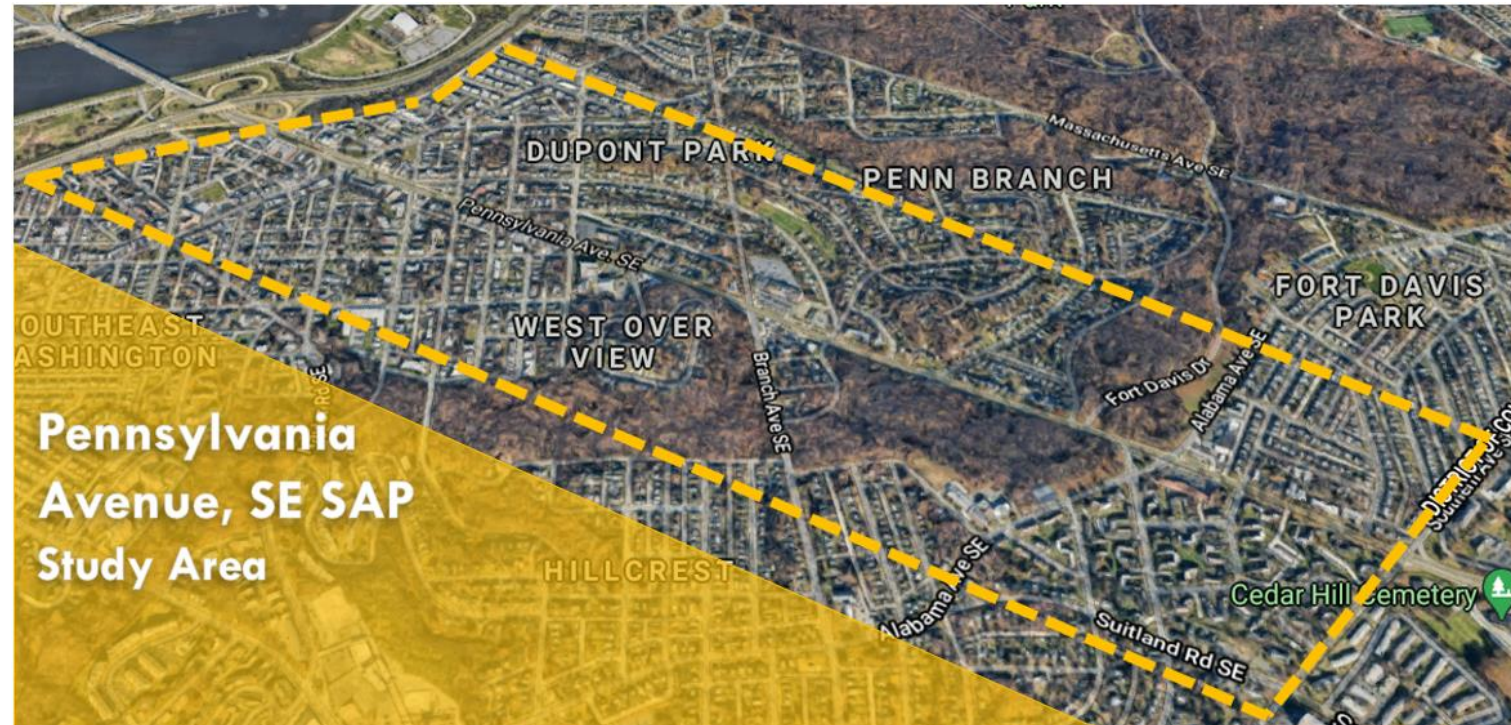 Massachusetts Ave SE
DUPONT PARK
PENN BRANCH
Pennsylvania Ave. SE
FORT DAVIS
PARK
OUTHEAST
ASHINGTON
WEST OVER
VIEW
Branch Ave SE
Fort Davis Dr
Alabama Ave SE
SE
Pennsylvania
Avenue, SE SAP
Study Area
HILLCREST
Alabama Ave SE
Suitland Rd SE
Cedar Hill Cemetery